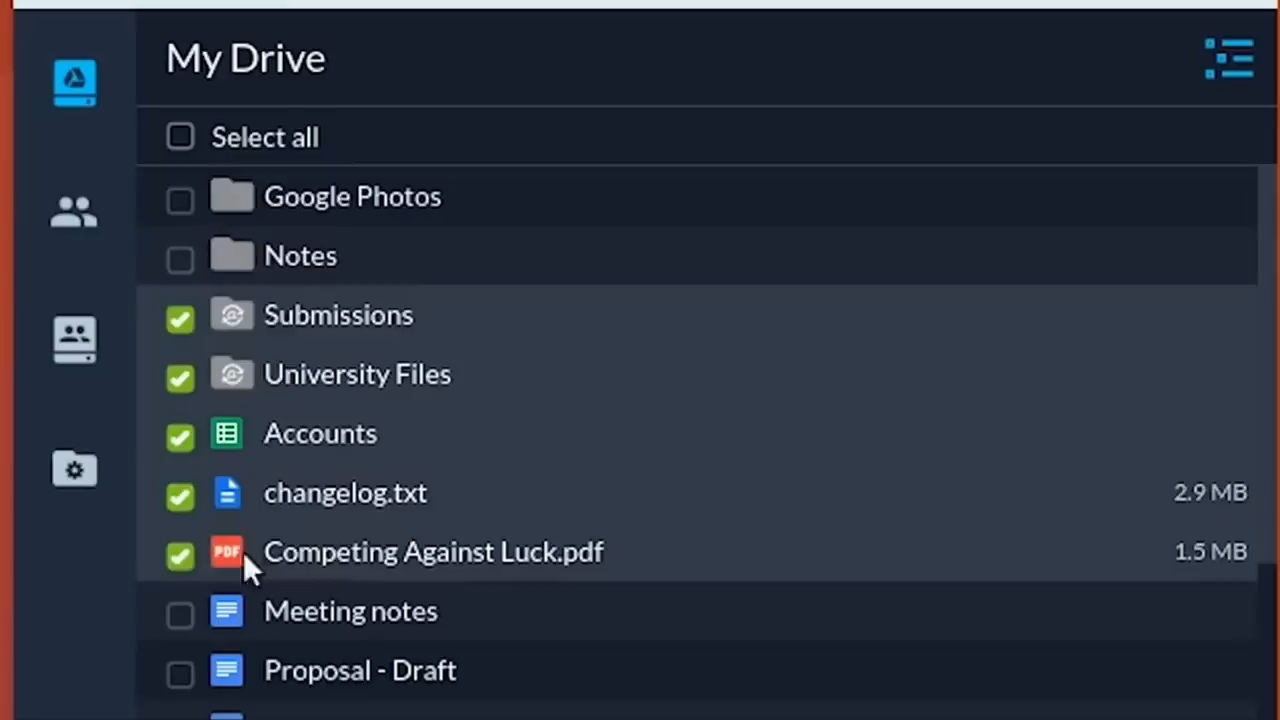 My Drive
Select all
Google Photos
Notes
Submissions
University Files
Accounts
changelog.txt 2.9 MB
PDF Competing Against Luck.pdf 1.5 MB
Meeting notes
Proposal - Draft